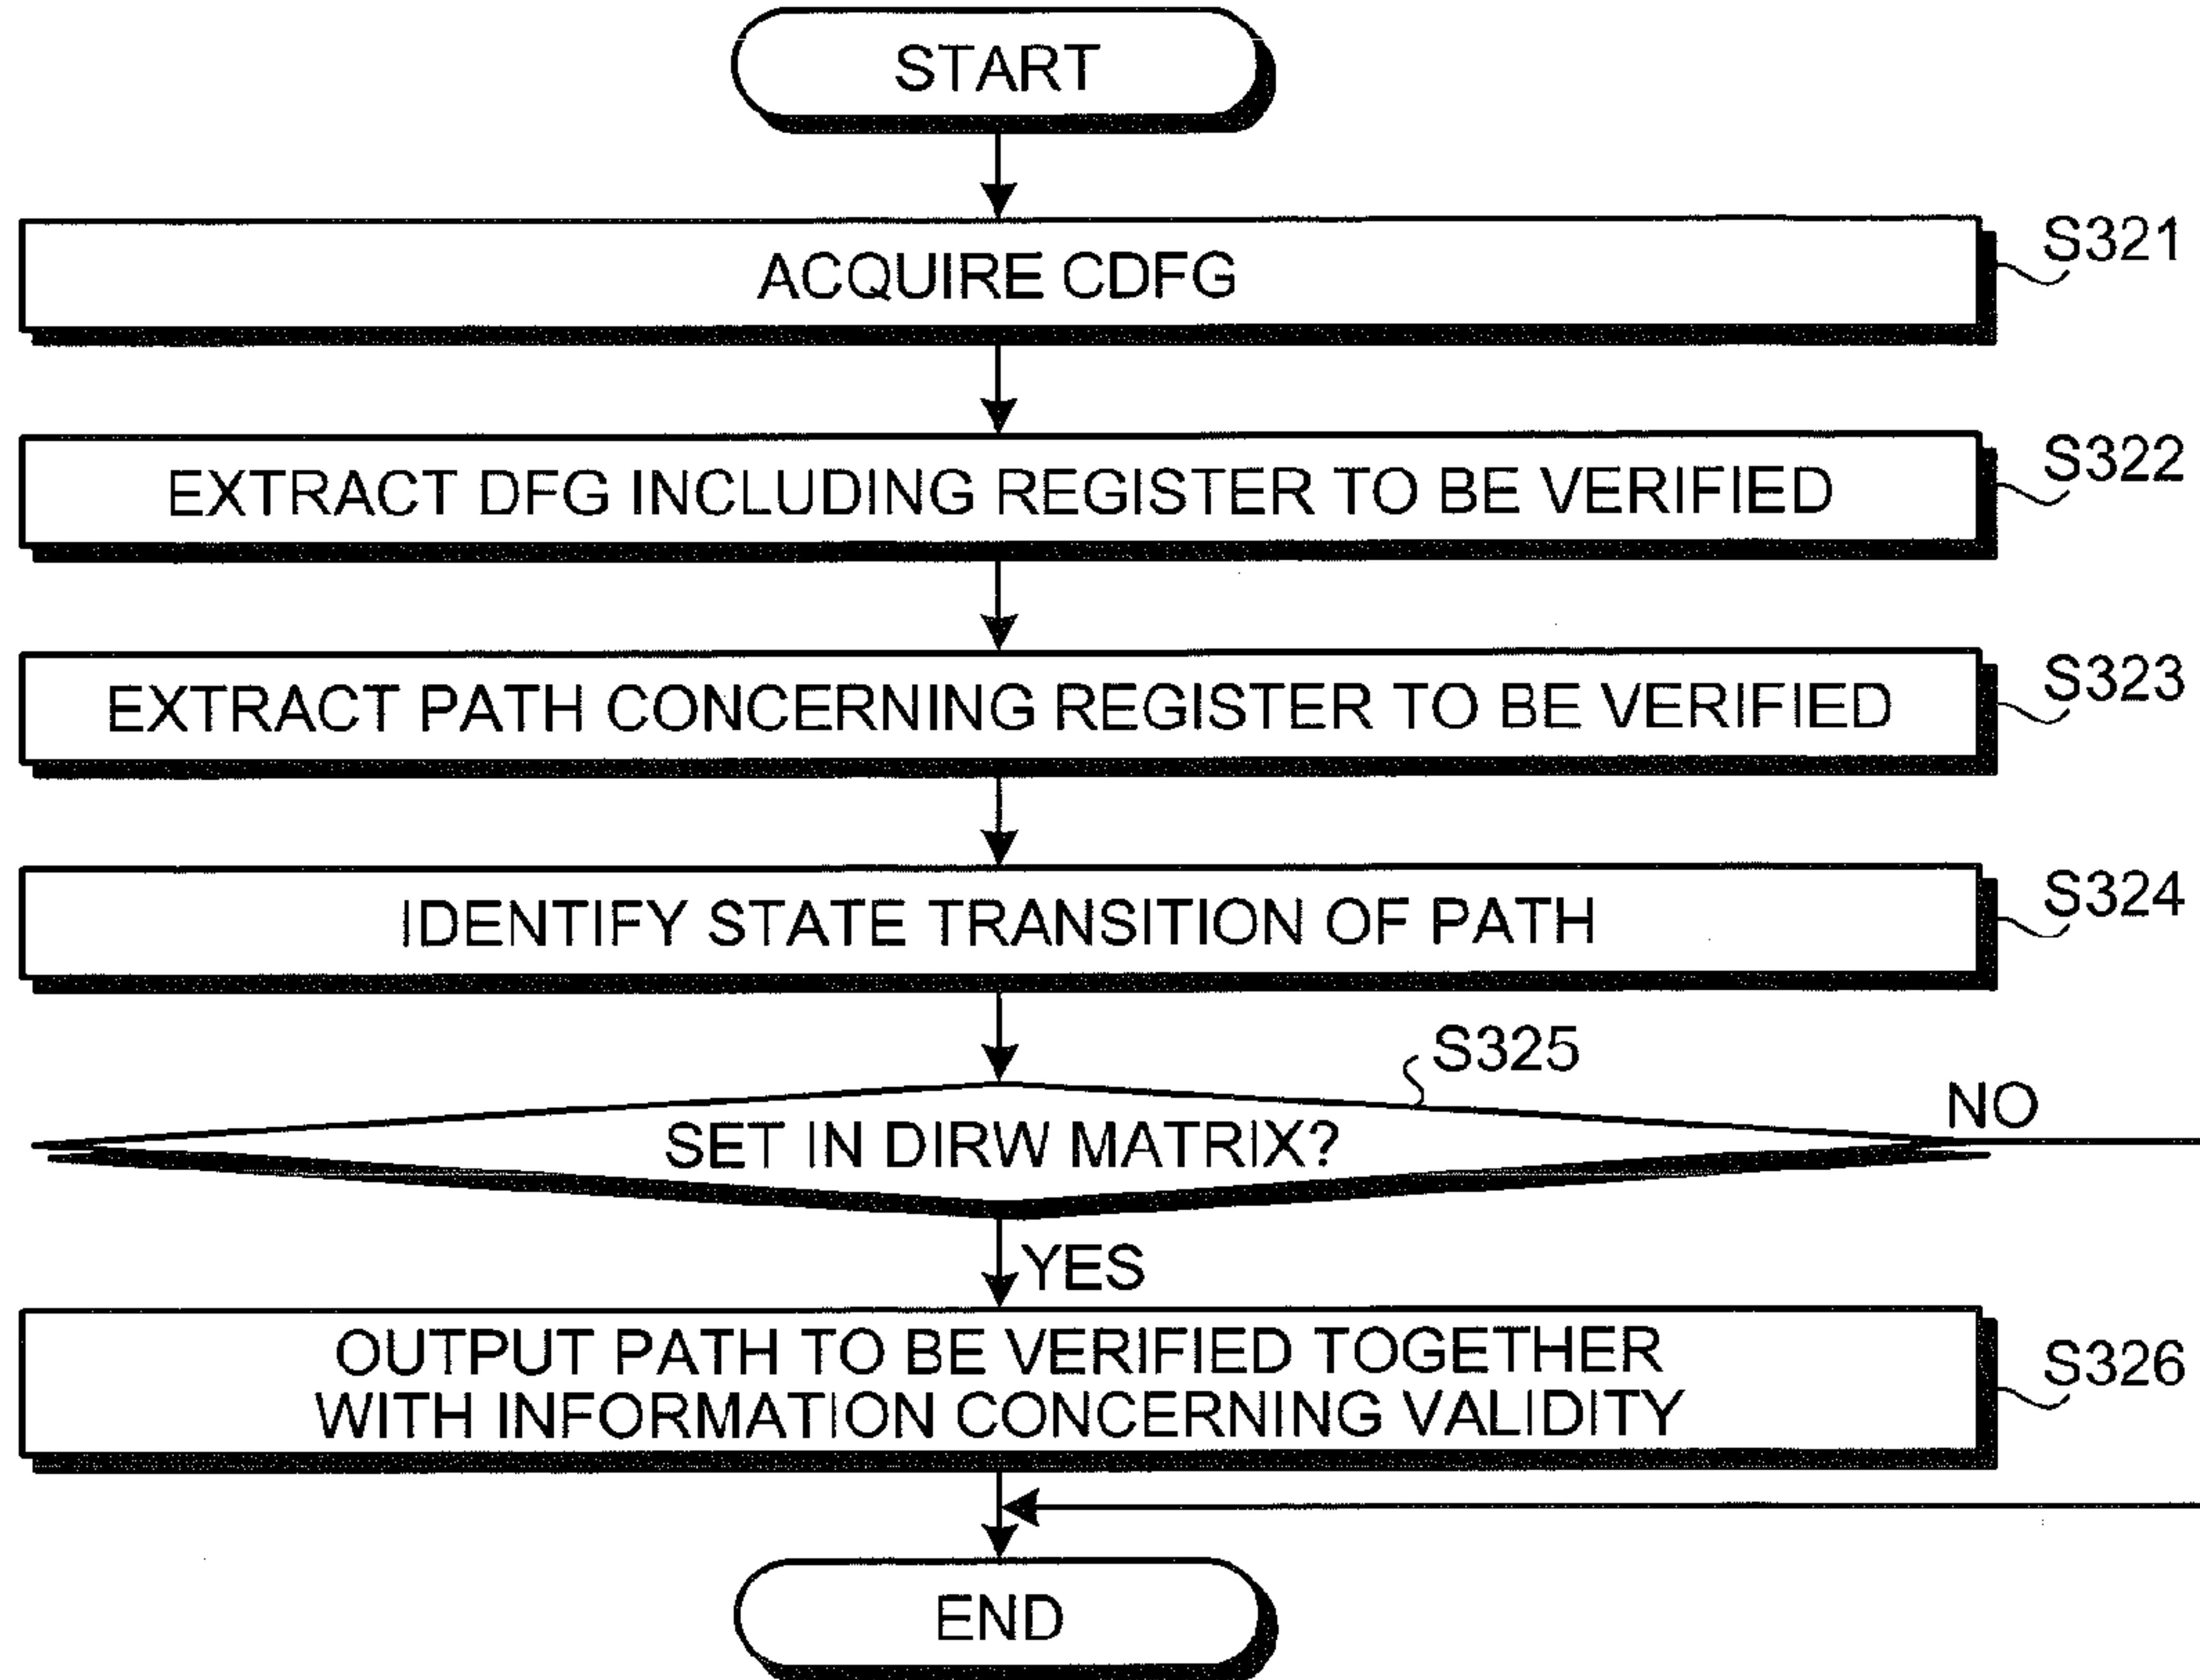 START
ACQUIRE CDFG
S321
EXTRACT DFG INCLUDING REGISTER TO BE VERIFIED
S322
EXTRACT PATH CONCERNING REGISTER TO BE VERIFIED
S323
IDENTIFY STATE TRANSITION OF PATH
S324
S325
SET IN DIRW MATRIX?
NO
YES
OUTPUT PATH TO BE VERIFIED TOGETHER
WITH INFORMATION CONCERNING VALIDITY
S326
END